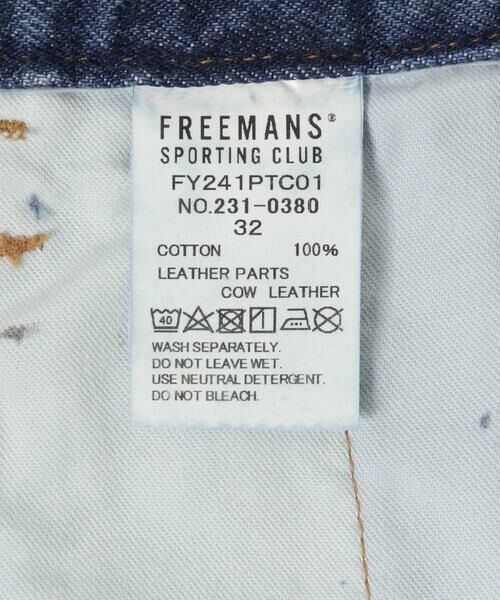 FREEMANS®
SPORTING CLUB
FY241PTC01
NO.231-0380
32
COTTON 100%
LEATHER PARTS
COW LEATHER
40
WASH SEPARATELY.
DO NOT LEAVE WET.
USE NEUTRAL DETERGENT.
DO NOT BLEACH.